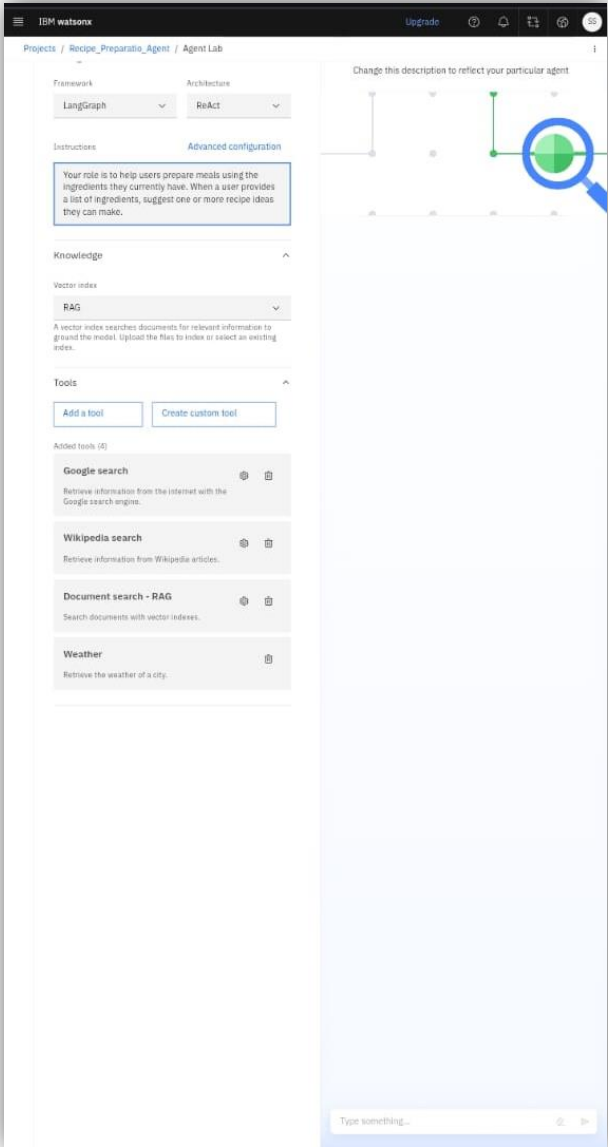 IBM watsonx
Upgrade
SS
Projects / Recipe_Preparatio_Agent / Agent Lab
Change this description to reflect your particular agent
Framework
Architecture
LangGraph
ReAct
Instructions
Advanced configuration
Your role is to help users prepare meals using the
ingredients they currently have. When a user provides
a list of ingredients, suggest one or more recipe ideas
they can make.
Knowledge
Vector index
RAG
A vector index searches documents for relevant information to
ground the model. Upload the files to index or select an existing
index.
Tools
Add a tool
Create custom tool
Added tools (4)
Google search
Retrieve information from the internet with the
Google search engine.
Wikipedia search
Retrieve information from Wikipedia articles.
Document search - RAG
Search documents with vector indexes.
Weather
Retrieve the weather of a city.
Type something...